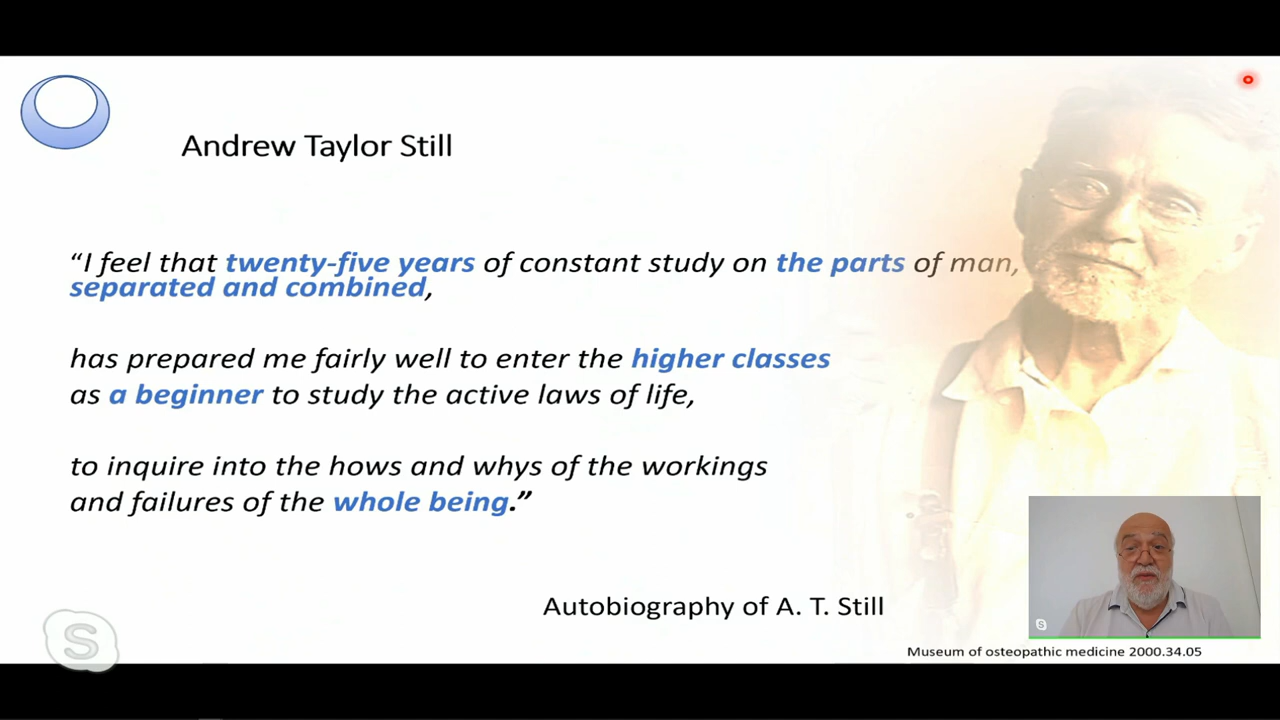 Andrew Taylor Still
“I feel that twenty-five years of constant study on the parts of man,
separated and combined,
has prepared me fairly well to enter the higher classes
as a beginner to study the active laws of life,
to inquire into the hows and whys of the workings
and failures of the whole being.”
Autobiography of A. T. Still
Museum of osteopathic medicine 2000.34.05
S
S